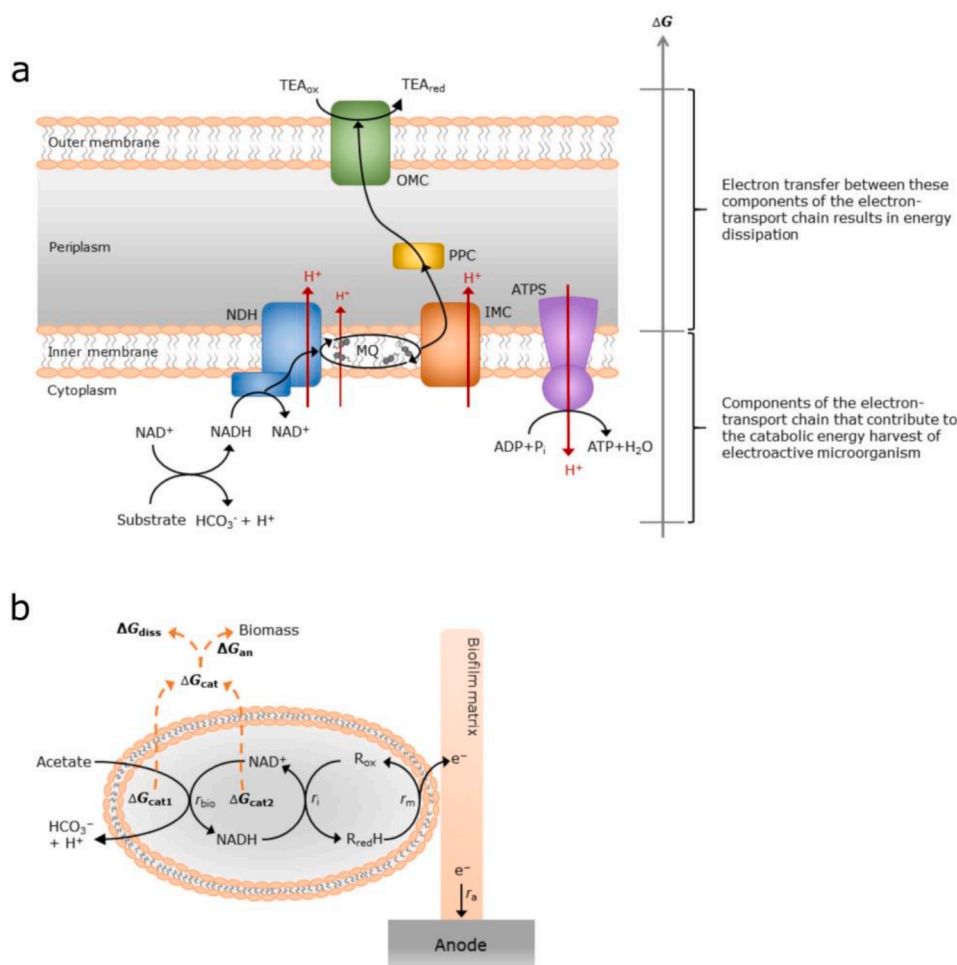 a
ΔG
TEAox
TEAred
Outer membrane
OMC
Electron transfer between these
components of the electron-
transport chain results in energy
dissipation
Periplasm
PPC
H⁺
H⁺
H⁺
ATPS
NDH
IMC
Inner membrane
MQ
Cytoplasm
NAD⁺
NADH
NAD⁺
ADP+Pi
ATP+H₂O
H⁺
Components of the electron-
transport chain that contribute to
the catabolic energy harvest of
electroactive microorganism
Substrate
HCO₃⁻ + H⁺
b
ΔGdiss
Biomass
ΔGan
ΔGcat
Biofilm matrix
Acetate
NAD⁺
Rox
e⁻
ΔGcat1
rbio
ΔGcat2
ri
rm
HCO₃⁻
+ H⁺
NADH
RredH
e⁻
ra
Anode